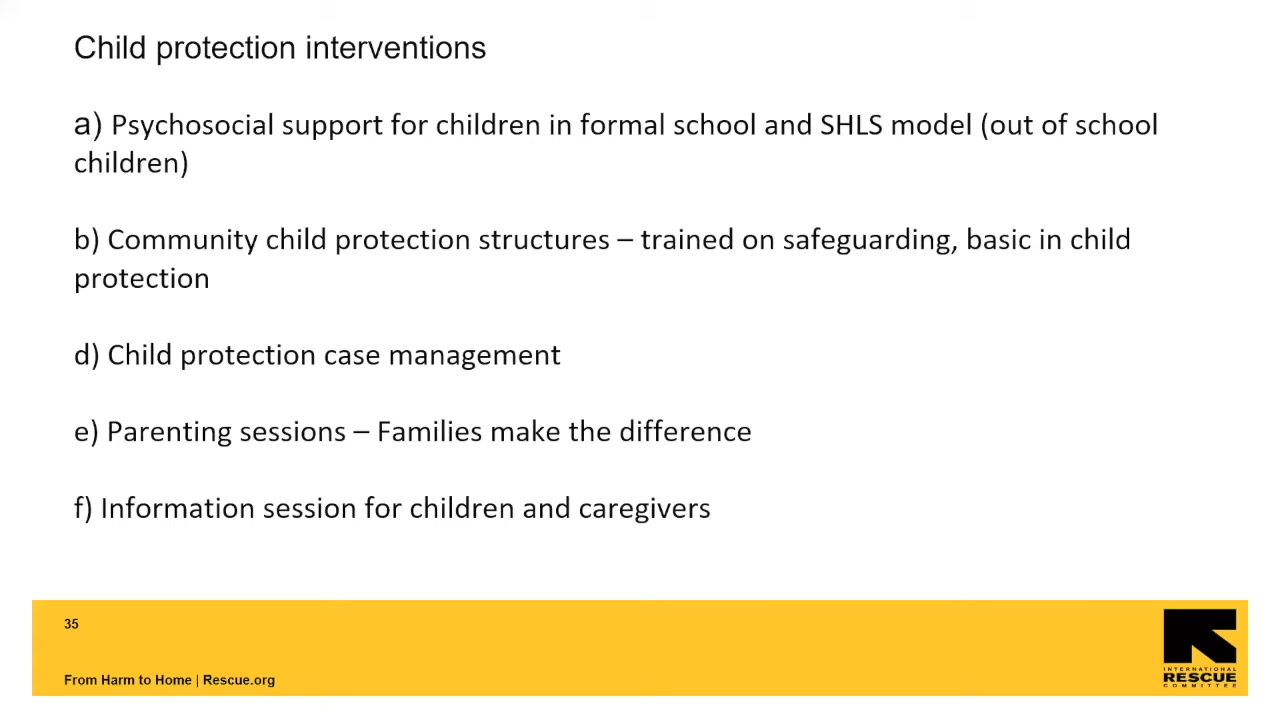 Child protection interventions
a) Psychosocial support for children in formal school and SHLS model (out of school
children)
b) Community child protection structures – trained on safeguarding, basic in child
protection
d) Child protection case management
e) Parenting sessions – Families make the difference
f) Information session for children and caregivers
35
From Harm to Home | Rescue.org
INTERNATIONAL
RESCUE
COMMITTEE